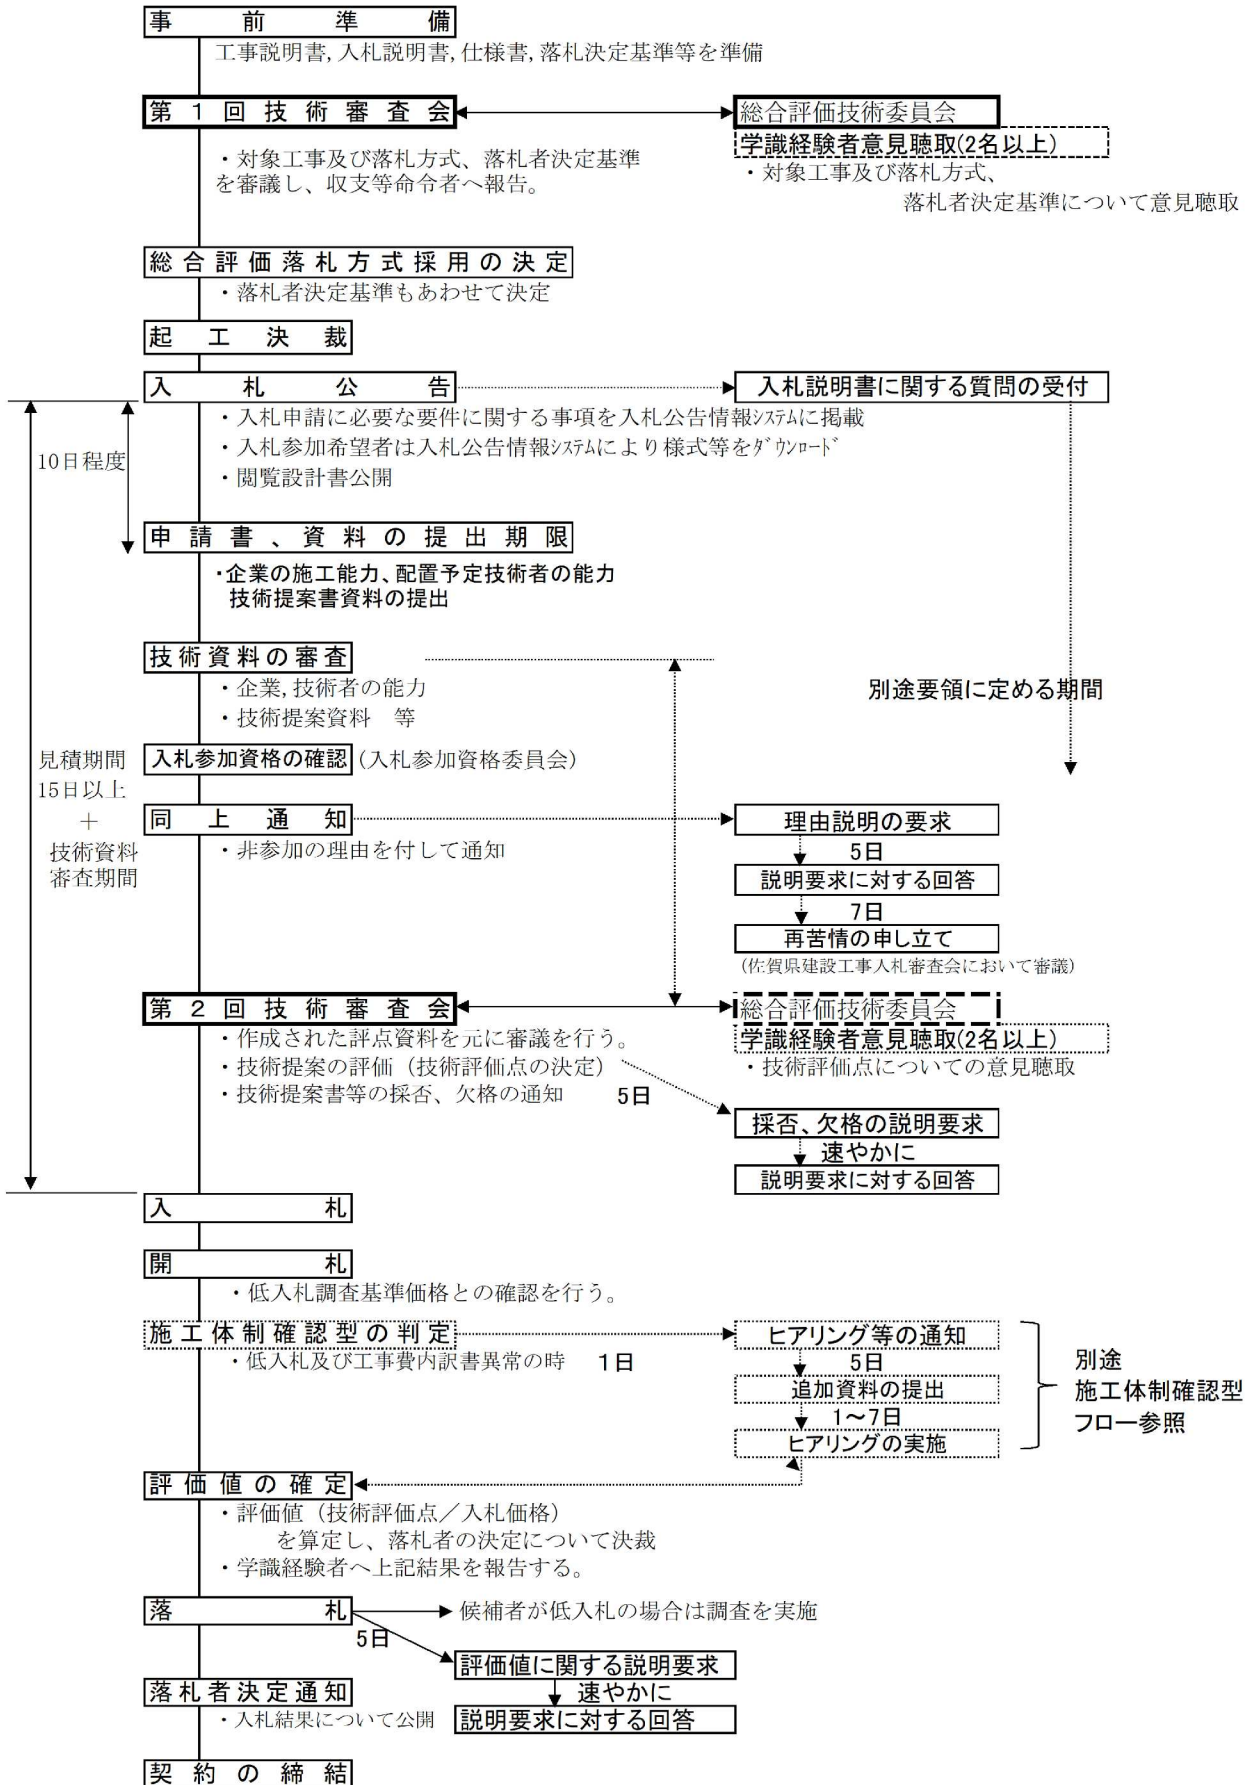 事前準備
工事説明書,入札説明書,仕様書,落札決定基準等を準備
第1回技術審査会
総合評価技術委員会
学識経験者意見聴取(2名以上)
・対象工事及び落札方式、落札者決定基準
を審議し、収支等命令者へ報告。
・対象工事及び落札方式、
落札者決定基準について意見聴取
総合評価落札方式採用の決定
・落札者決定基準もあわせて決定
起工決裁
入札公告
入札説明書に関する質問の受付
・入札申請に必要な要件に関する事項を入札公告情報ｼｽﾃﾑに掲載
・入札参加希望者は入札公告情報ｼｽﾃﾑにより様式等をﾀﾞｳﾝﾛｰﾄﾞ
・閲覧設計書公開
10日程度
申請書、資料の提出期限
・企業の施工能力、配置予定技術者の能力
技術提案書資料の提出
技術資料の審査
・企業,技術者の能力
・技術提案資料　等
別途要領に定める期間
入札参加資格の確認
(入札参加資格委員会)
見積期間
15日以上
＋
技術資料
審査期間
同上通知
・非参加の理由を付して通知
理由説明の要求
5日
説明要求に対する回答
7日
再苦情の申し立て
(佐賀県建設工事入札審査会において審議)
第2回技術審査会
総合評価技術委員会
学識経験者意見聴取(2名以上)
・作成された評点資料を元に審議を行う。
・技術提案の評価（技術評価点の決定）
・技術提案書等の採否、欠格の通知
5日
・技術評価点についての意見聴取
採否、欠格の説明要求
速やかに
説明要求に対する回答
入札
開札
・低入札調査基準価格との確認を行う。
施工体制確認型の判定
・低入札及び工事費内訳書異常の時
1日
ヒアリング等の通知
5日
追加資料の提出
1～7日
ヒアリングの実施
別途
施工体制確認型
フロー参照
評価値の確定
・評価値（技術評価点／入札価格）
を算定し、落札者の決定について決裁
・学識経験者へ上記結果を報告する。
落札
候補者が低入札の場合は調査を実施
5日
評価値に関する説明要求
速やかに
説明要求に対する回答
落札者決定通知
・入札結果について公開
契約の締結